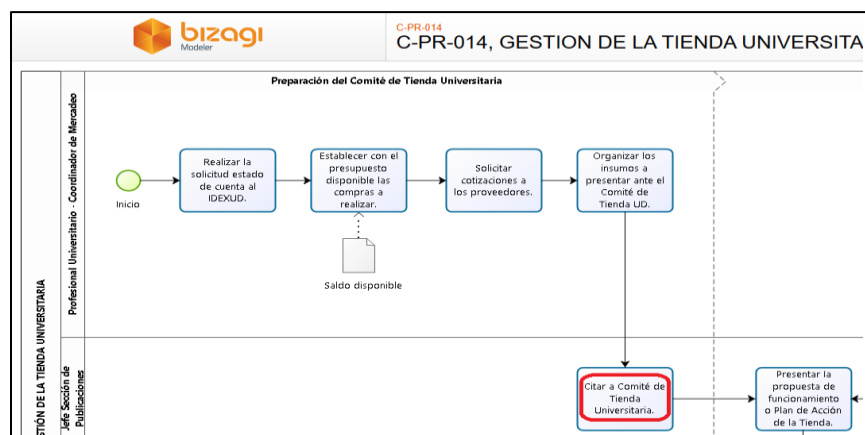 bizagi
Modeler
C-PR-014
C-PR-014, GESTION DE LA TIENDA UNIVERSITA
Preparación del Comité de Tienda Universitaria
STIÓN DE LA TIENDA UNIVERSITARIA
Profesional Universitario - Coordinador de Mercadeo
Inicio
Realizar la
solicitud estado
de cuenta al
IDEXUD.
Establecer con el
presupuesto
disponible las
compras a
realizar.
Solicitar
cotizaciones a
los proveedores.
Organizar los
insumos a
presentar ante el
Comité de
Tienda UD.
Saldo disponible
Jefe Sección de
Publicaciones
Citar a Comité de
Tienda
Universitaria.
Presentar la
propuesta de
funcionamiento
o Plan de Acción
de la Tienda.